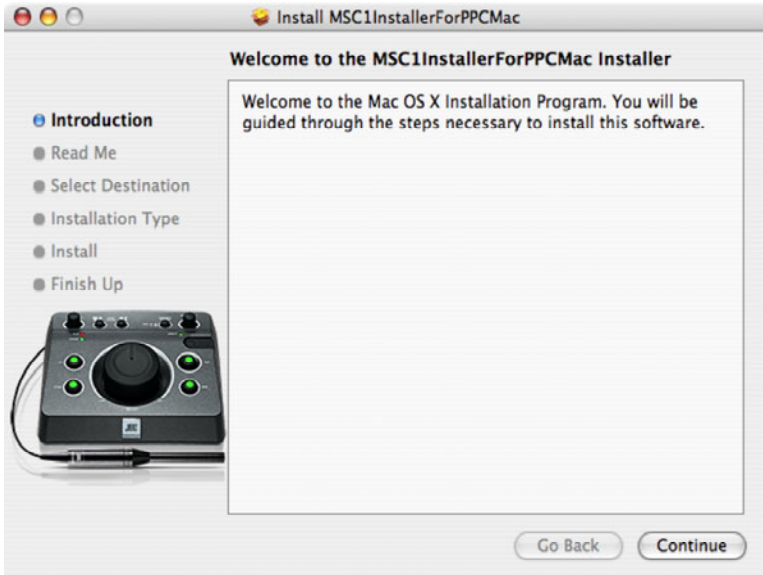 Install MSC1InstallerForPPCMac
Welcome to the MSC1InstallerForPPCMac Installer
Introduction
Read Me
Select Destination
Installation Type
Install
Finish Up
Welcome to the Mac OS X Installation Program. You will be
guided through the steps necessary to install this software.
JBL
Go Back
Continue